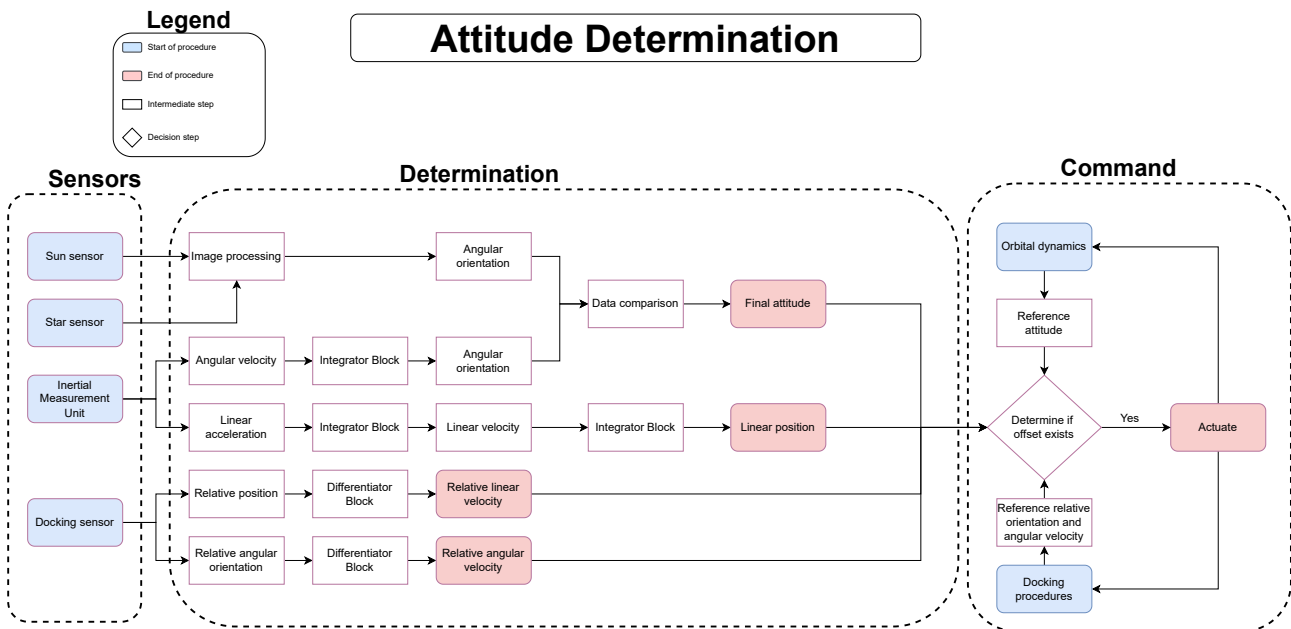 Legend
Start of procedure
End of procedure
Intermediate step
Decision step
Attitude Determination
Sensors
Determination
Command
Sun sensor
Star sensor
Inertial
Measurement
Unit
Docking sensor
Image processing
Angular
orientation
Data comparison
Final attitude
Angular velocity
Integrator Block
Angular
orientation
Linear
acceleration
Integrator Block
Linear velocity
Integrator Block
Linear position
Relative position
Differentiator
Block
Relative linear
velocity
Relative angular
orientation
Differentiator
Block
Relative angular
velocity
Orbital dynamics
Reference
attitude
Determine if
offset exists
Yes
Actuate
Reference relative
orientation and
angular velocity
Docking
procedures